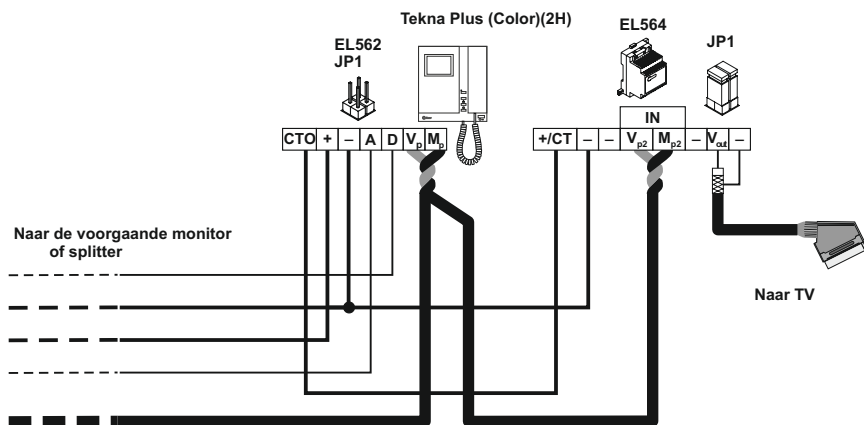 Tekna Plus (Color)(2H)
EL562
JP1
EL564
JP1
IN
CTO + – A D Vp Mp
+/CT – – Vp2 Mp2 – Vout –
Naar de voorgaande monitor
of splitter
Naar TV